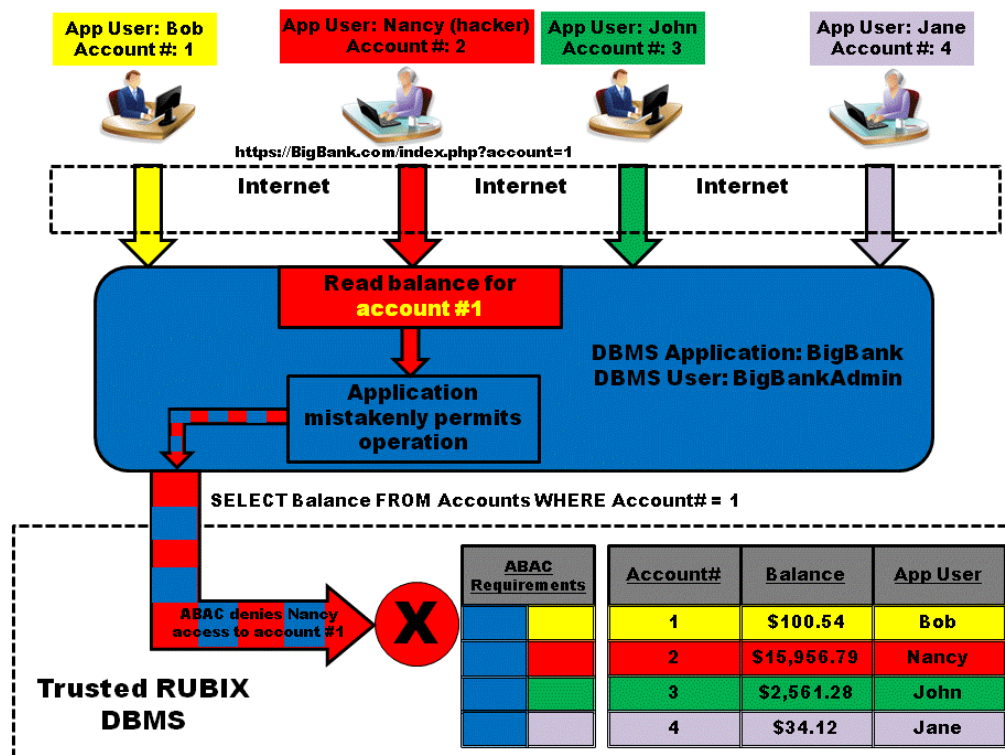 App User: Bob
Account #: 1
App User: Nancy (hacker)
Account #: 2
App User: John
Account #: 3
App User: Jane
Account #: 4
https://BigBank.com/index.php?account=1
Internet
Internet
Internet
Read balance for
account #1
Application
mistakenly permits
operation
DBMS Application: BigBank
DBMS User: BigBankAdmin
SELECT Balance FROM Accounts WHERE Account# = 1
ABAC denies Nancy
access to account #1
X
Trusted RUBIX
DBMS
ABAC
Requirements
Account# Balance App User
1 $100.54 Bob
2 $15,956.79 Nancy
3 $2,561.28 John
4 $34.12 Jane